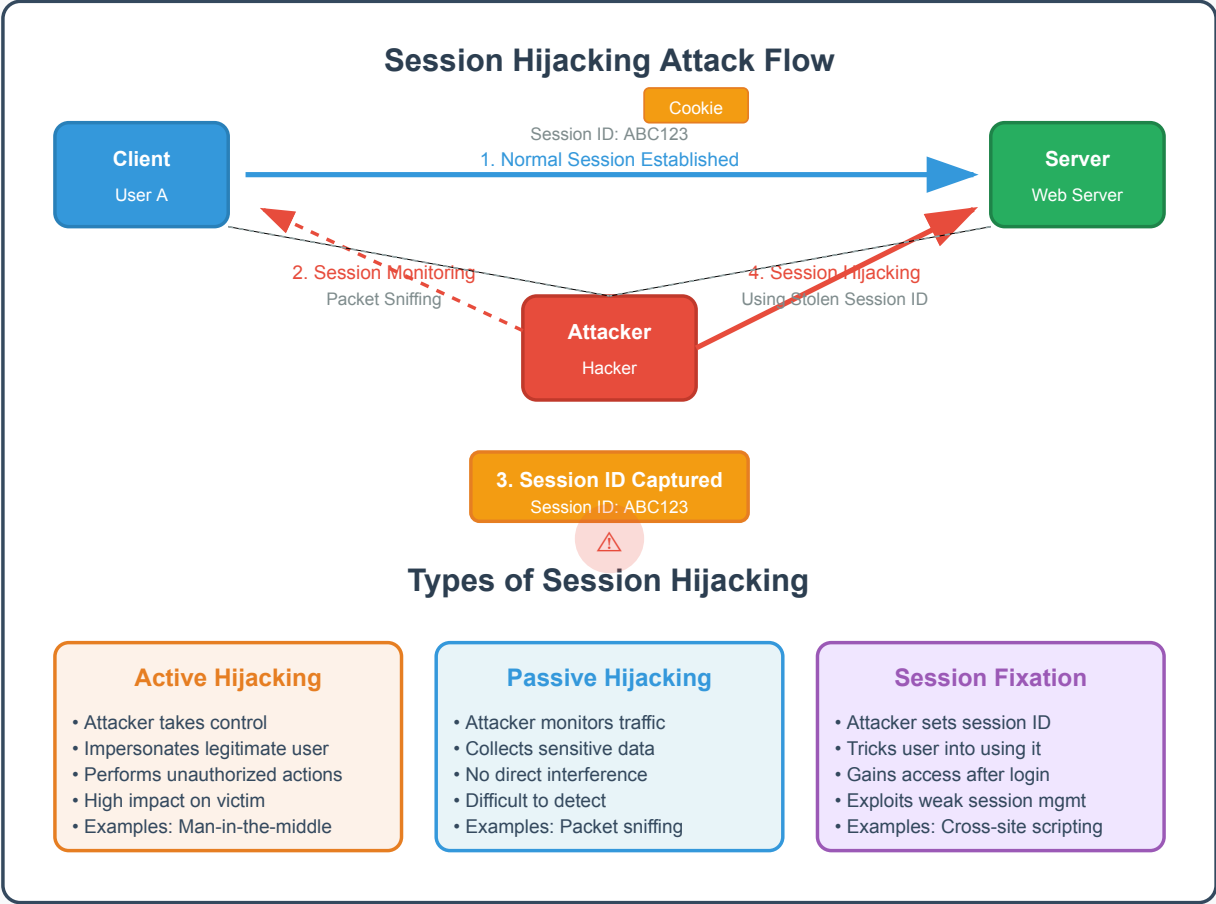 Session Hijacking Attack Flow
Cookie
Session ID: ABC123
1. Normal Session Established
Client
User A
Server
Web Server
2. Session Monitoring
Packet Sniffing
4. Session Hijacking
Using Stolen Session ID
Attacker
Hacker
3. Session ID Captured
Session ID: ABC123
⚠
Types of Session Hijacking
Active Hijacking
• Attacker takes control
• Impersonates legitimate user
• Performs unauthorized actions
• High impact on victim
• Examples: Man-in-the-middle
Passive Hijacking
• Attacker monitors traffic
• Collects sensitive data
• No direct interference
• Difficult to detect
• Examples: Packet sniffing
Session Fixation
• Attacker sets session ID
• Tricks user into using it
• Gains access after login
• Exploits weak session mgmt
• Examples: Cross-site scripting